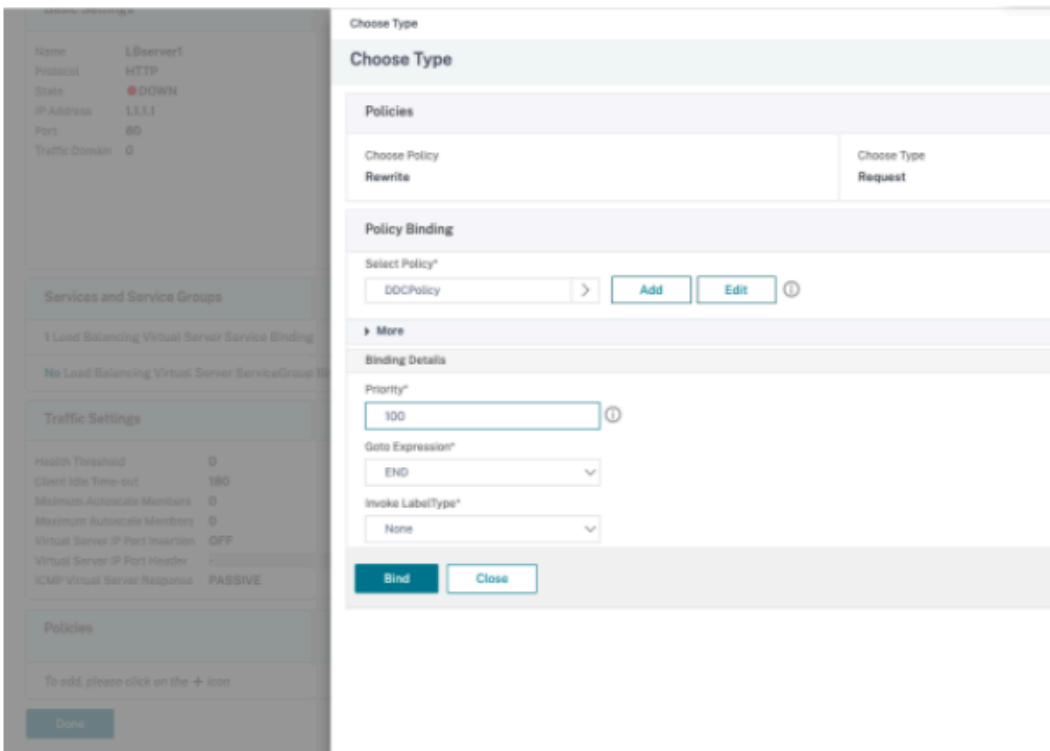 Basic Settings
Name LBserver1
Protocol HTTP
State DOWN
IP Address 1.1.1.1
Port 80
Traffic Domain 0
Services and Service Groups
1 Load Balancing Virtual Server Service Binding
No Load Balancing Virtual Server ServiceGroup
Traffic Settings
Health Threshold 0
Client Idle Time-out 180
Minimum Autoscale Members 0
Maximum Autoscale Members 0
Virtual Server IP Port Insertion OFF
Virtual Server IP Port Header -
ICMP Virtual Server Response PASSIVE
Policies
To add, please click on the + icon
Done
Choose Type
Choose Type
Policies
Choose Policy Choose Type
Rewrite Request
Policy Binding
Select Policy*
DDCPolicy Add Edit
More
Binding Details
Priority*
100
Goto Expression*
END
Invoke LabelType*
None
Bind Close